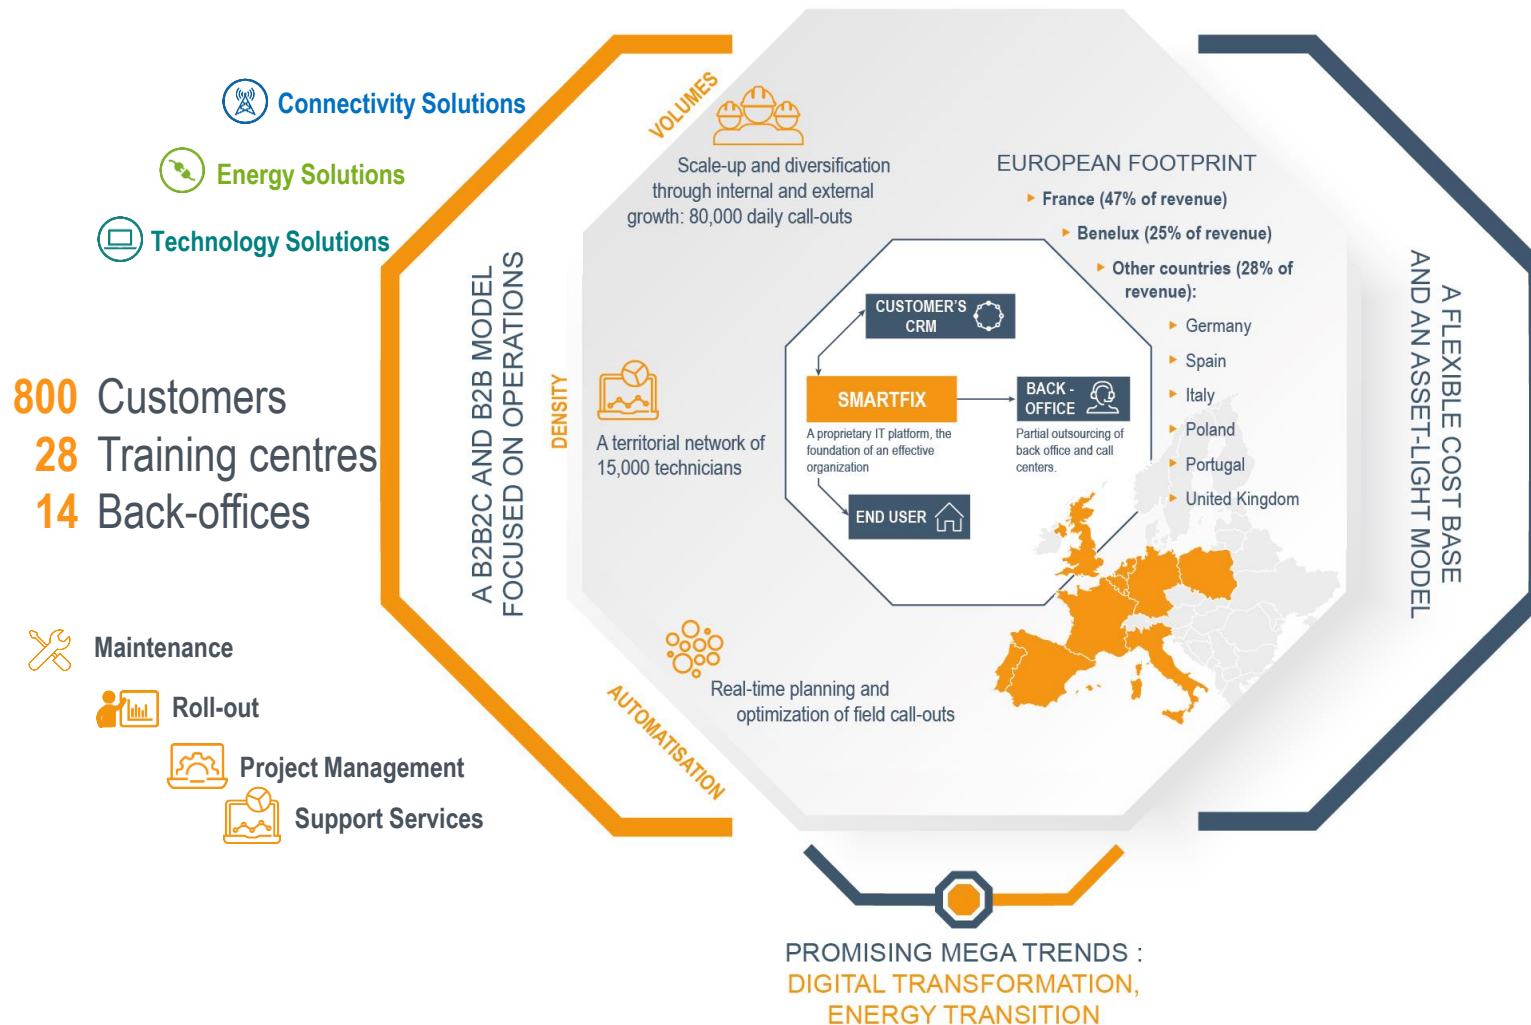 Connectivity Solutions
Energy Solutions
Technology Solutions
800 Customers
28 Training centres
14 Back-offices
Maintenance
Roll-out
Project Management
Support Services
A B2B2C AND B2B MODEL
FOCUSED ON OPERATIONS
VOLUMES
Scale-up and diversification
through internal and external
growth: 80,000 daily call-outs
DENSITY
A territorial network of
15,000 technicians
AUTOMATISATION
Real-time planning and
optimization of field call-outs
CUSTOMER'S
CRM
SMARTFIX
A proprietary IT platform, the
foundation of an effective
organization
BACK -
OFFICE
Partial outsourcing of
back office and call
centers.
END USER
EUROPEAN FOOTPRINT
France (47% of revenue)
Benelux (25% of revenue)
Other countries (28% of
revenue):
Germany
Spain
Italy
Poland
Portugal
United Kingdom
A FLEXIBLE COST BASE
AND AN ASSET-LIGHT MODEL
PROMISING MEGA TRENDS :
DIGITAL TRANSFORMATION,
ENERGY TRANSITION